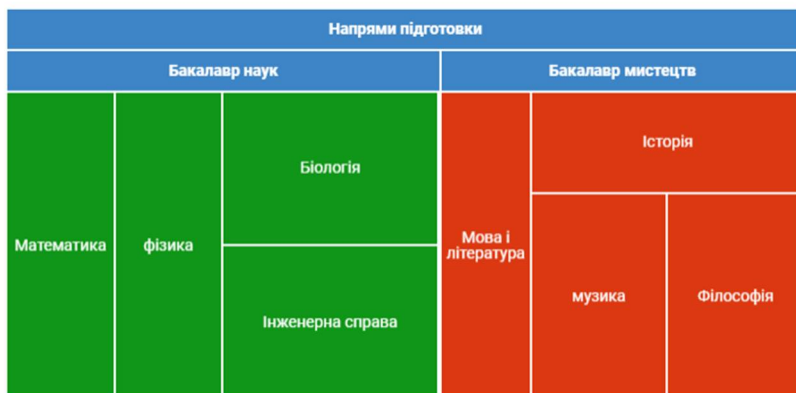 Напрями підготовки
Бакалавр наук
Бакалавр мистецтв
Математика
фізика
Біологія
Інженерна справа
Мова і
література
Історія
музика
Філософія